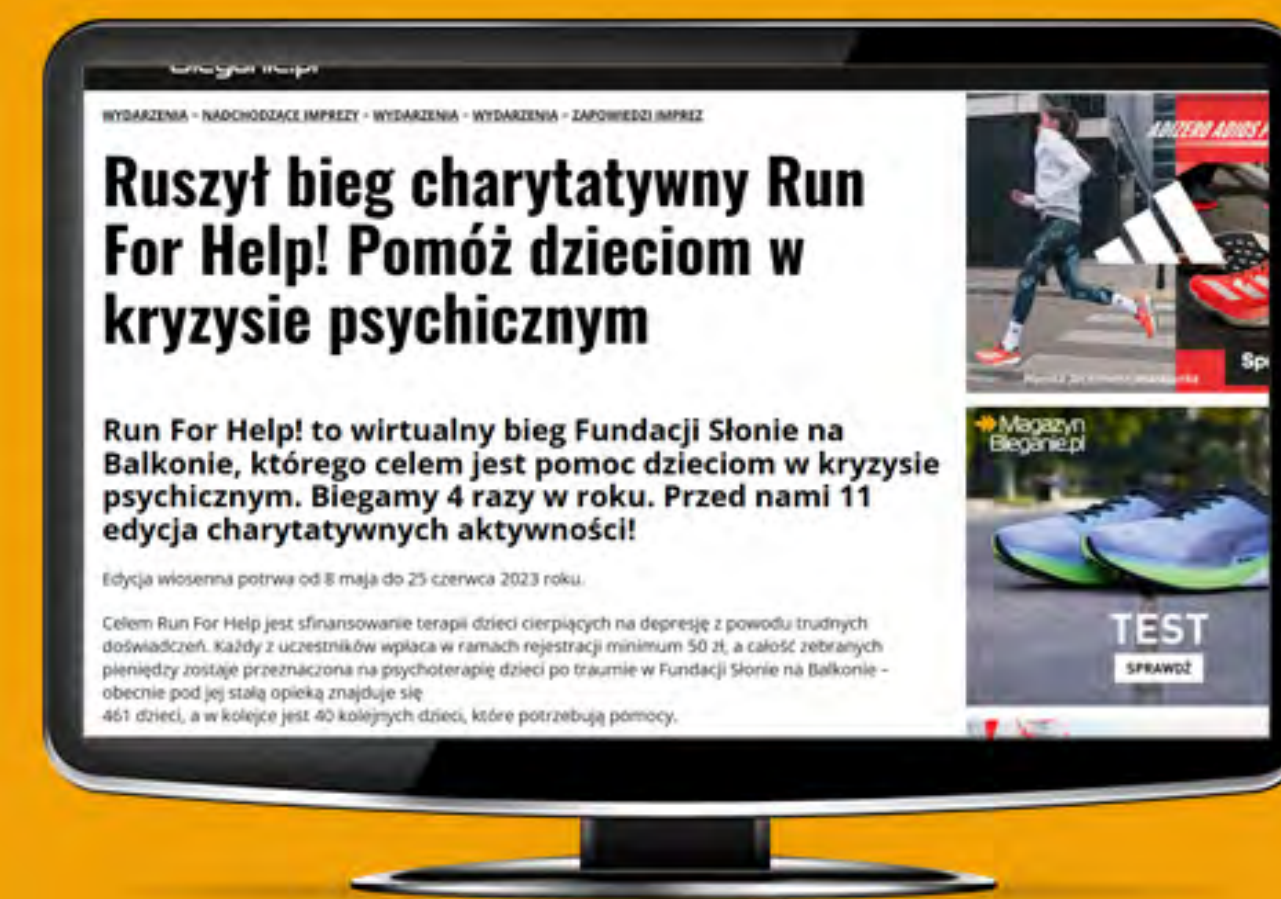 Bieganie.pl
WYDARZENIA - NADCHODZĄCE IMPREZY - WYDARZENIA - WYDARZENIA - ZAPOWIEDZI IMPREZ
Ruszył bieg charytatywny Run
For Help! Pomóż dzieciom w
kryzysie psychicznym
Run For Help! to wirtualny bieg Fundacji Słonie na
Balkonie, którego celem jest pomoc dzieciom w kryzysie
psychicznym. Biegamy 4 razy w roku. Przed nami 11
edycja charytatywnych aktywności!
Edycja wiosenna potrwa od 8 maja do 25 czerwca 2023 roku.
Celem Run For Help jest sfinansowanie terapii dzieci cierpiących na depresję z powodu trudnych
doświadczeń. Każdy z uczestników wpłaca w ramach rejestracji minimum 50 zł, a całość zebranych
pieniędzy zostaje przeznaczona na psychoterapię dzieci po traumie w Fundacji Słonie na Balkonie –
obecnie pod jej stałą opieką znajduje się
461 dzieci, a w kolejce jest 40 kolejnych dzieci, które potrzebują pomocy.
ADIZERO ADIOS
Magazyn
Bieganie.pl
TEST
SPRAWDŹ